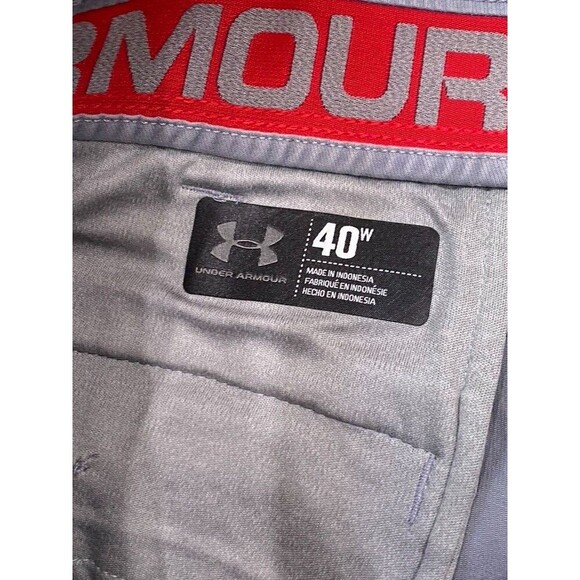 RMOUR
40W
UNDER ARMOUR
MADE IN INDONESIA
FABRIQUÉ EN INDONÉSIE
HECHO EN INDONESIA